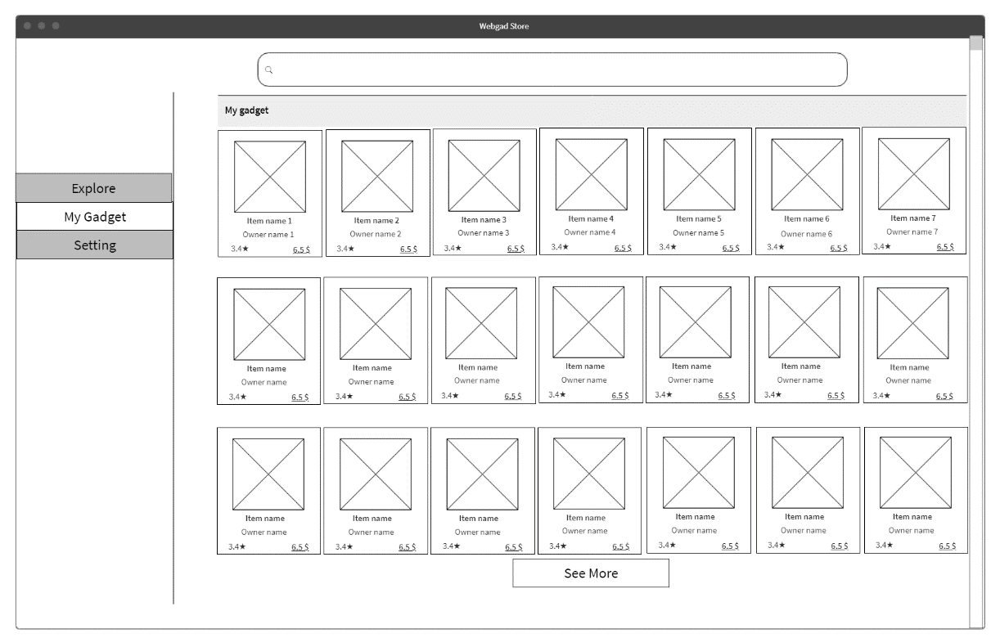 Webgad Store
My gadget
Explore
My Gadget
Setting
Item name 1
Owner name 1
3.4★ 6.5 $
Item name 2
Owner name 2
3.4★ 6.5 $
Item name 3
Owner name 3
3.4★ 6.5 $
Item name 4
Owner name 4
3.4★ 6.5 $
Item name 5
Owner name 5
3.4★ 6.5 $
Item name 6
Owner name 6
3.4★ 6.5 $
Item name 7
Owner name 7
3.4★ 6.5 $
Item name
Owner name
3.4★ 6.5 $
Item name
Owner name
3.4★ 6.5 $
Item name
Owner name
3.4★ 6.5 $
Item name
Owner name
3.4★ 6.5 $
Item name
Owner name
3.4★ 6.5 $
Item name
Owner name
3.4★ 6.5 $
Item name
Owner name
3.4★ 6.5 $
Item name
Owner name
3.4★ 6.5 $
Item name
Owner name
3.4★ 6.5 $
Item name
Owner name
3.4★ 6.5 $
Item name
Owner name
3.4★ 6.5 $
Item name
Owner name
3.4★ 6.5 $
Item name
Owner name
3.4★ 6.5 $
Item name
Owner name
3.4★ 6.5 $
See More